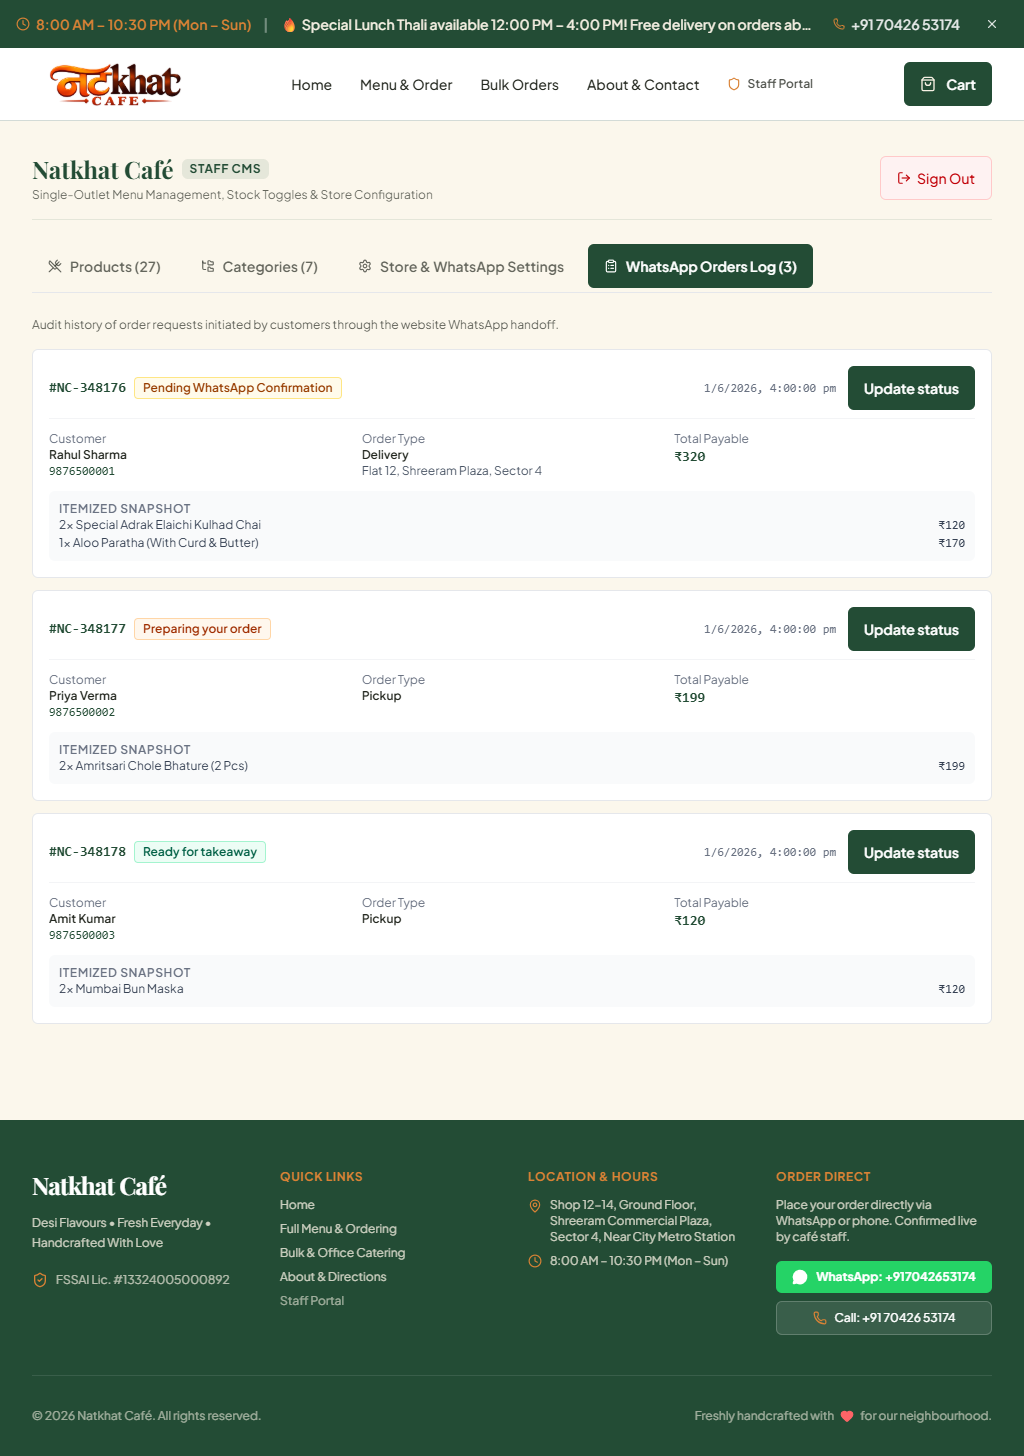 8:00 AM – 10:30 PM (Mon – Sun) | 🔥 Special Lunch Thali available 12:00 PM – 4:00 PM! Free delivery on orders ab... +91 70426 53174 ×
नटkhat CAFE Home Menu & Order Bulk Orders About & Contact Staff Portal Cart
Natkhat Café STAFF CMS
Single-Outlet Menu Management, Stock Toggles & Store Configuration
Sign Out
Products (27) Categories (7) Store & WhatsApp Settings WhatsApp Orders Log (3)
Audit history of order requests initiated by customers through the website WhatsApp handoff.
#NC-348176 Pending WhatsApp Confirmation 1/6/2026, 4:00:00 pm Update status
Customer Order Type Total Payable
Rahul Sharma Delivery ₹320
9876500001 Flat 12, Shreeram Plaza, Sector 4
ITEMIZED SNAPSHOT
2x Special Adrak Elaichi Kulhad Chai ₹120
1x Aloo Paratha (With Curd & Butter) ₹170
#NC-348177 Preparing your order 1/6/2026, 4:00:00 pm Update status
Customer Order Type Total Payable
Priya Verma Pickup ₹199
9876500002
ITEMIZED SNAPSHOT
2x Amritsari Chole Bhature (2 Pcs) ₹199
#NC-348178 Ready for takeaway 1/6/2026, 4:00:00 pm Update status
Customer Order Type Total Payable
Amit Kumar Pickup ₹120
9876500003
ITEMIZED SNAPSHOT
2x Mumbai Bun Maska ₹120
Natkhat Café
Desi Flavours • Fresh Everyday •
Handcrafted With Love
FSSAI Lic. #13324005000892
QUICK LINKS
Home
Full Menu & Ordering
Bulk & Office Catering
About & Directions
Staff Portal
LOCATION & HOURS
Shop 12-14, Ground Floor,
Shreeram Commercial Plaza,
Sector 4, Near City Metro Station
8:00 AM – 10:30 PM (Mon – Sun)
ORDER DIRECT
Place your order directly via
WhatsApp or phone. Confirmed live
by café staff.
WhatsApp: +917042653174
Call: +91 70426 53174
© 2026 Natkhat Café. All rights reserved.
Freshly handcrafted with ❤ for our neighbourhood.